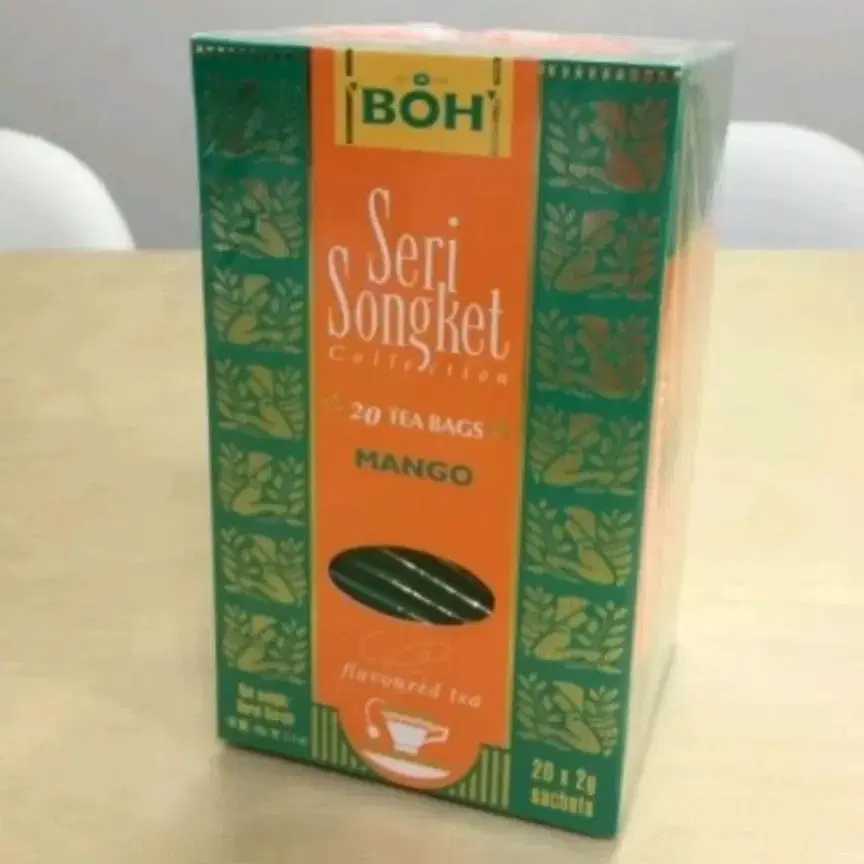 BOH
Seri
Songket
Collection
20 TEA BAGS
MANGO
flavoured tea
20 x 2g
sachets